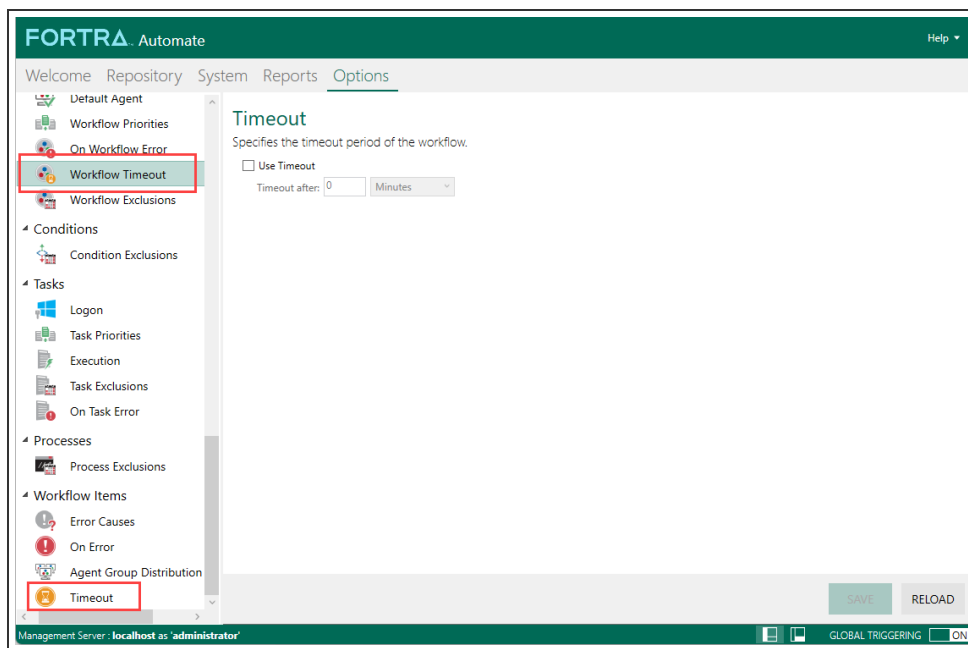 FORTRA Automate
Help
Welcome Repository System Reports Options
Default Agent
Workflow Priorities
On Workflow Error
Workflow Timeout
Workflow Exclusions
Conditions
Condition Exclusions
Tasks
Logon
Task Priorities
Execution
Task Exclusions
On Task Error
Processes
Process Exclusions
Workflow Items
Error Causes
On Error
Agent Group Distribution
Timeout
Timeout
Specifies the timeout period of the workflow.
Use Timeout
Timeout after: 0 Minutes
SAVE RELOAD
Management Server : localhost as 'administrator'
GLOBAL TRIGGERING ON